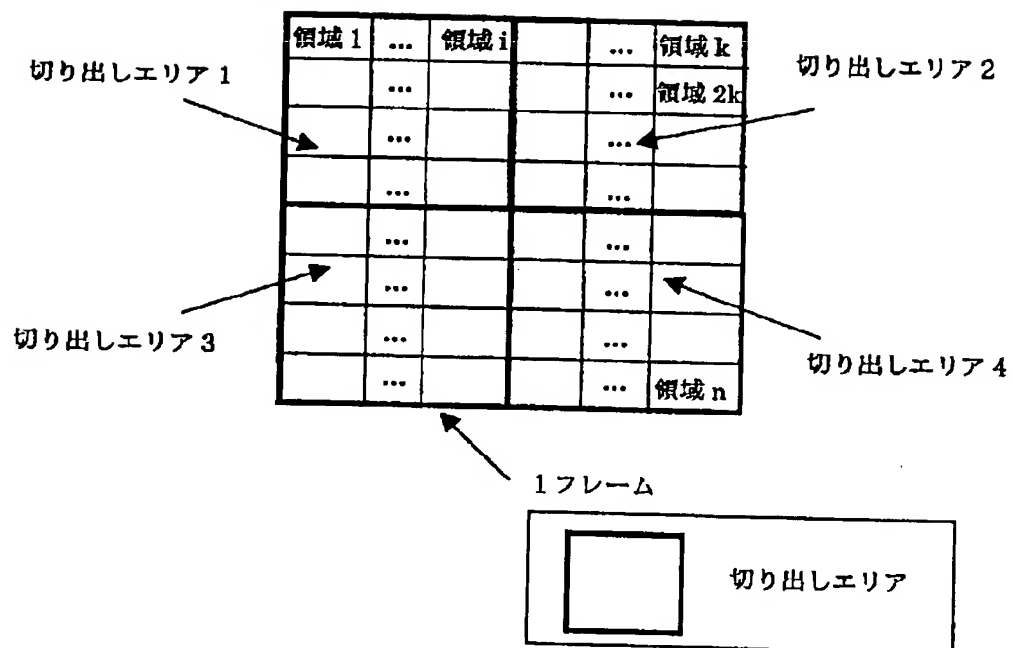 領域 1 ... 領域 i ... 領域 k
切り出しエリア 1
切り出しエリア 2
... ... 領域 2k
... ...
... ...
... ...
... ...
切り出しエリア 3
... ...
切り出しエリア 4
... ... 領域 n
1 フレーム
切り出しエリア